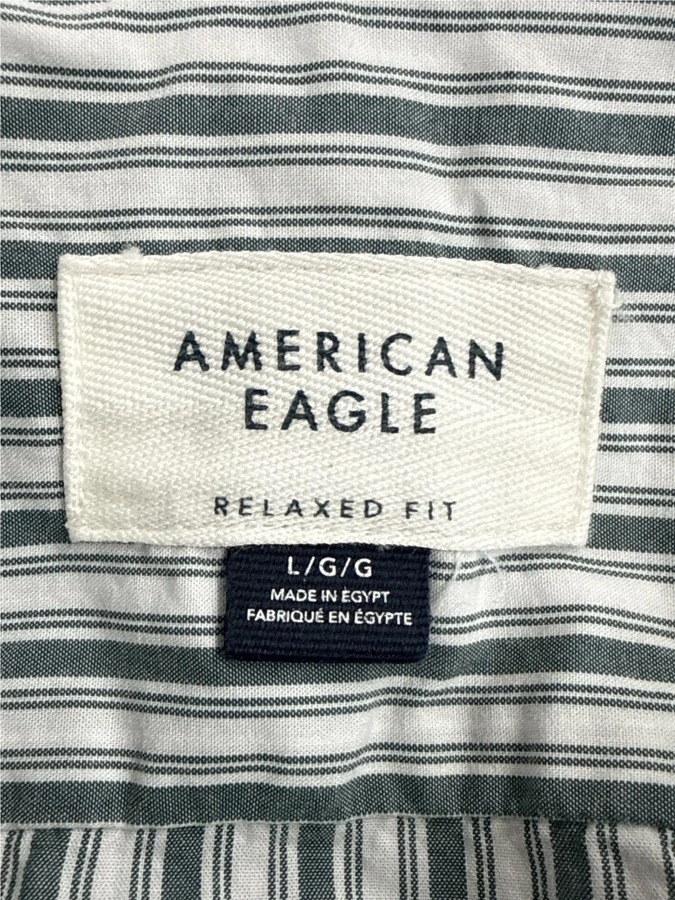 AMERICAN
EAGLE
RELAXED FIT
L/G/G
MADE IN EGYPT
FABRIQUÉ EN ÉGYPTE